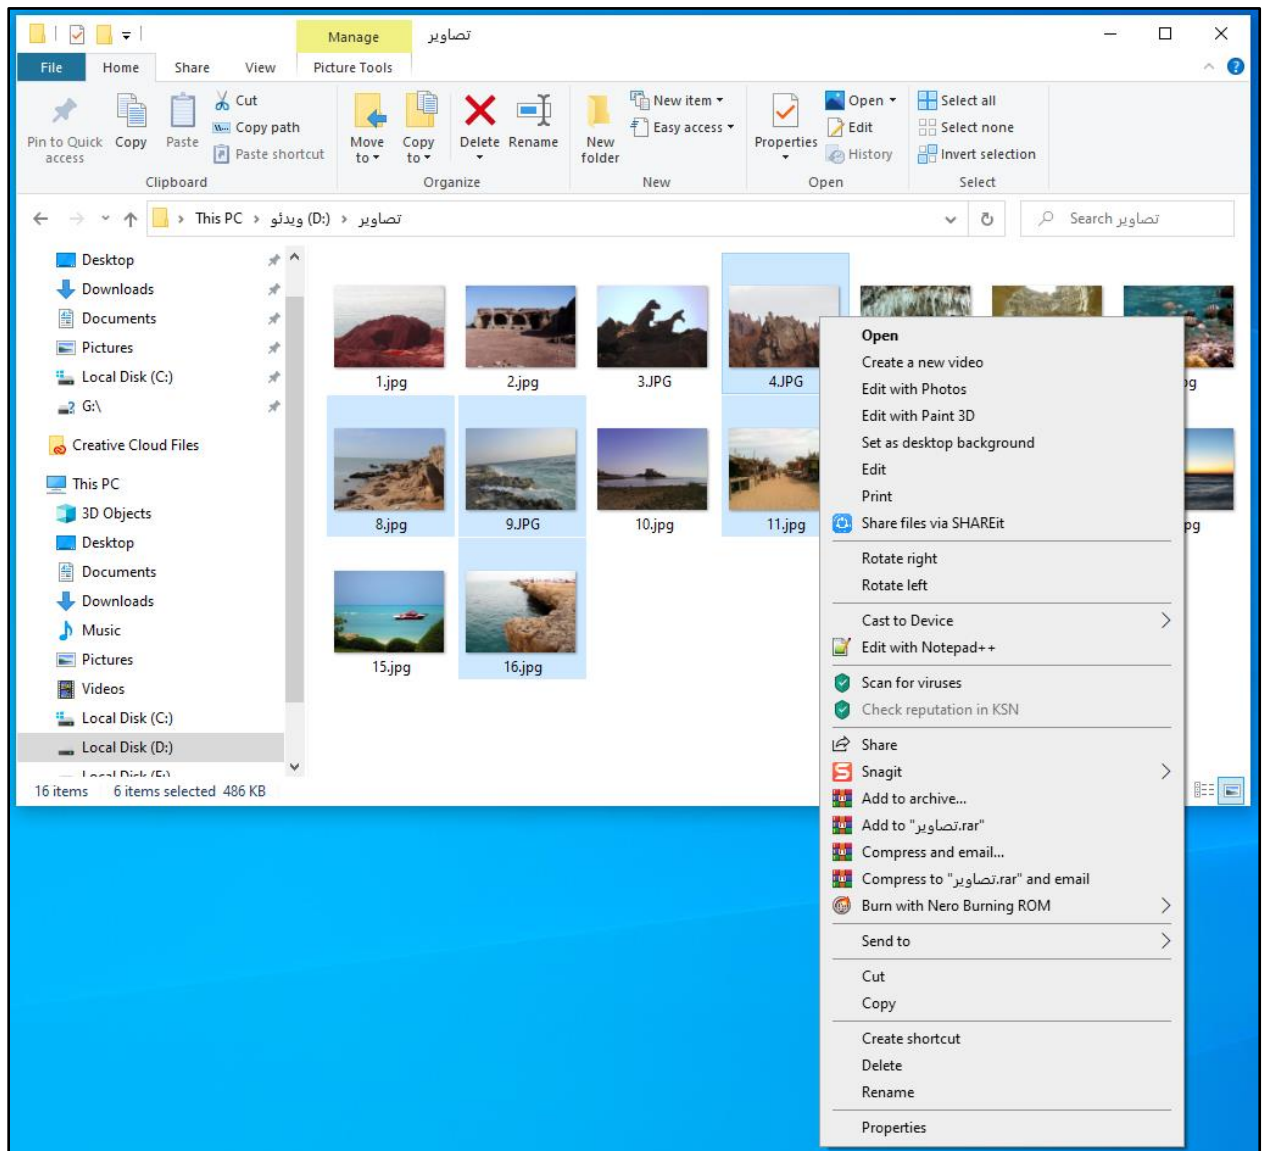 Manage
تصاویر
File
Home
Share
View
Picture Tools
Pin to Quick access
Copy
Paste
Cut
Copy path
Paste shortcut
Clipboard
Move to
Copy to
Delete
Rename
Organize
New folder
New item
Easy access
New
Properties
Open
Edit
History
Open
Select all
Select none
Invert selection
Select
This PC › ویدئو (D:) › تصاویر
Search تصاویر
Desktop
Downloads
Documents
Pictures
Local Disk (C:)
G:\
Creative Cloud Files
This PC
3D Objects
Desktop
Documents
Downloads
Music
Pictures
Videos
Local Disk (C:)
Local Disk (D:)
1.jpg
2.jpg
3.JPG
4.JPG
8.jpg
9.JPG
10.jpg
11.jpg
15.jpg
16.jpg
Open
Create a new video
Edit with Photos
Edit with Paint 3D
Set as desktop background
Edit
Print
Share files via SHAREit
Rotate right
Rotate left
Cast to Device
Edit with Notepad++
Scan for viruses
Check reputation in KSN
Share
Snagit
Add to archive...
Add to "تصاویر.rar"
Compress and email...
Compress to "تصاویر.rar" and email
Burn with Nero Burning ROM
Send to
Cut
Copy
Create shortcut
Delete
Rename
Properties
16 items
6 items selected 486 KB